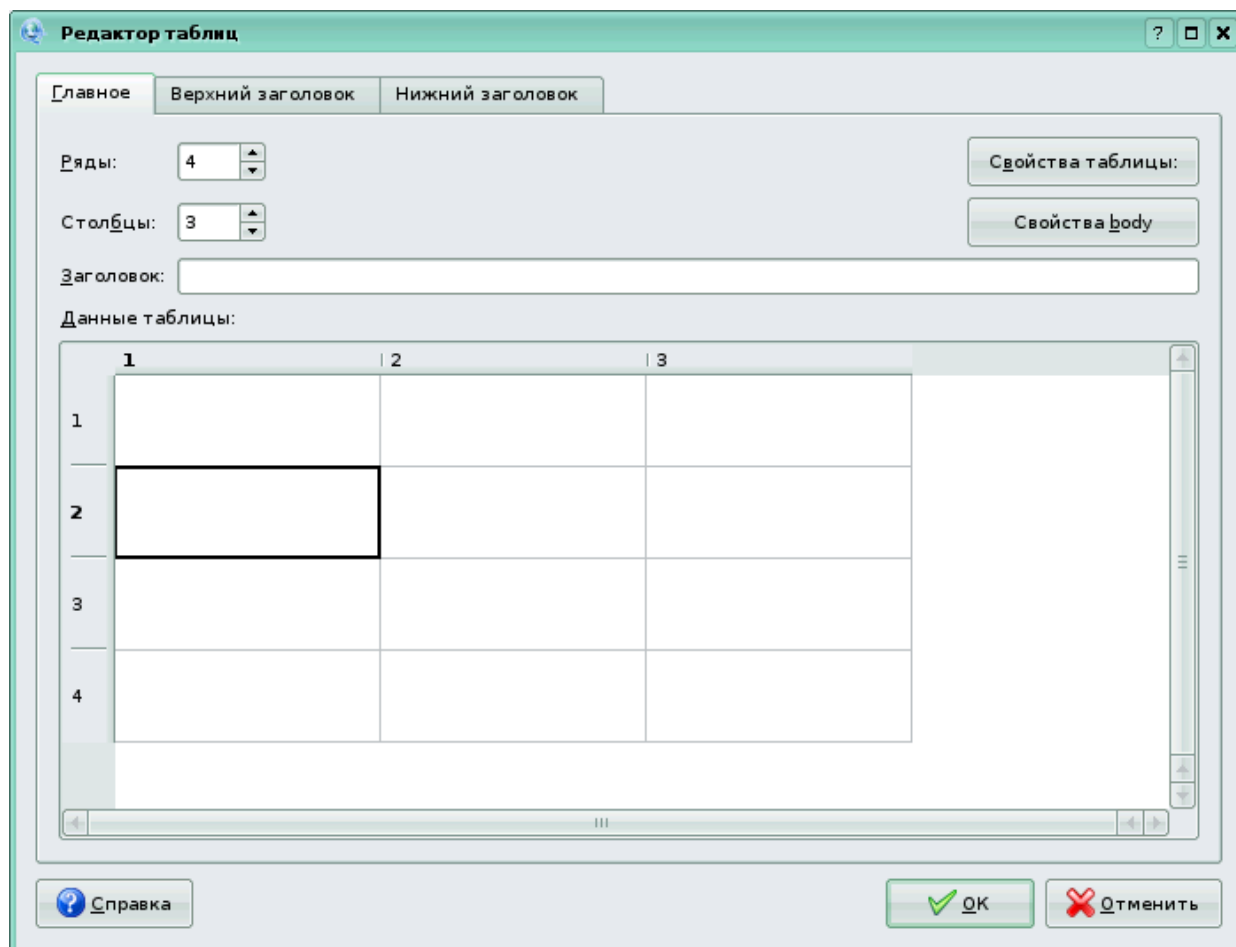 Редактор таблиц ?
Главное Верхний заголовок Нижний заголовок
Ряды: 4 Свойства таблицы:
Столбцы: 3 Свойства body
Заголовок:
Данные таблицы:
1 2 3
1
2
3
4
Справка OK Отменить